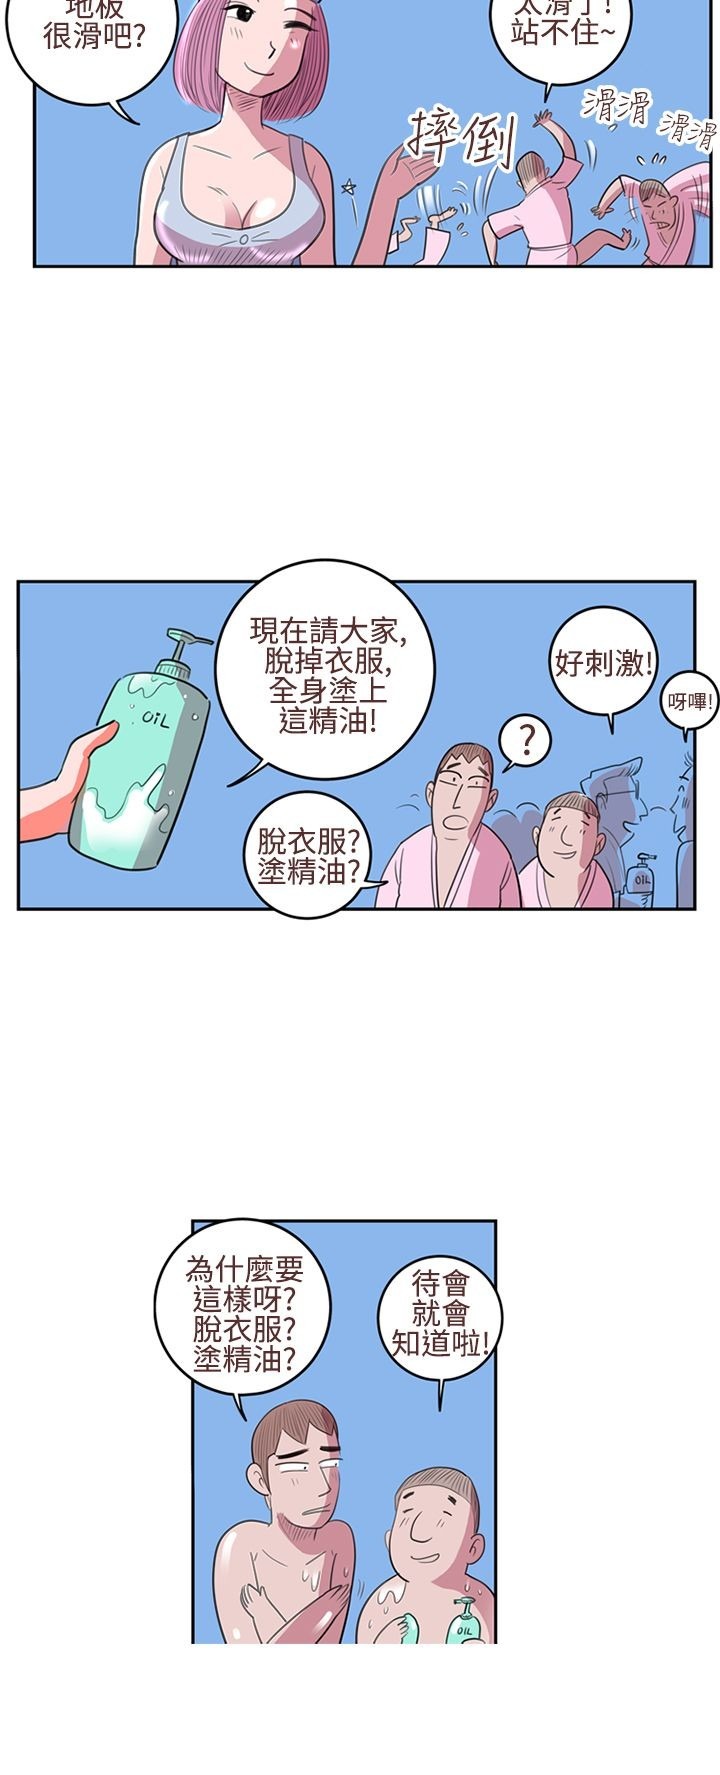 地板
很滑吧?
太滑了!
站不住~
摔倒
滑滑
滑滑
現在請大家,
脫掉衣服,
全身塗上
這精油!
OIL
好刺激!
呀嗶!
?
脫衣服?
塗精油?
OIL
為什麼要
這樣呀?
脫衣服?
塗精油?
待會
就會
知道啦!
OIL